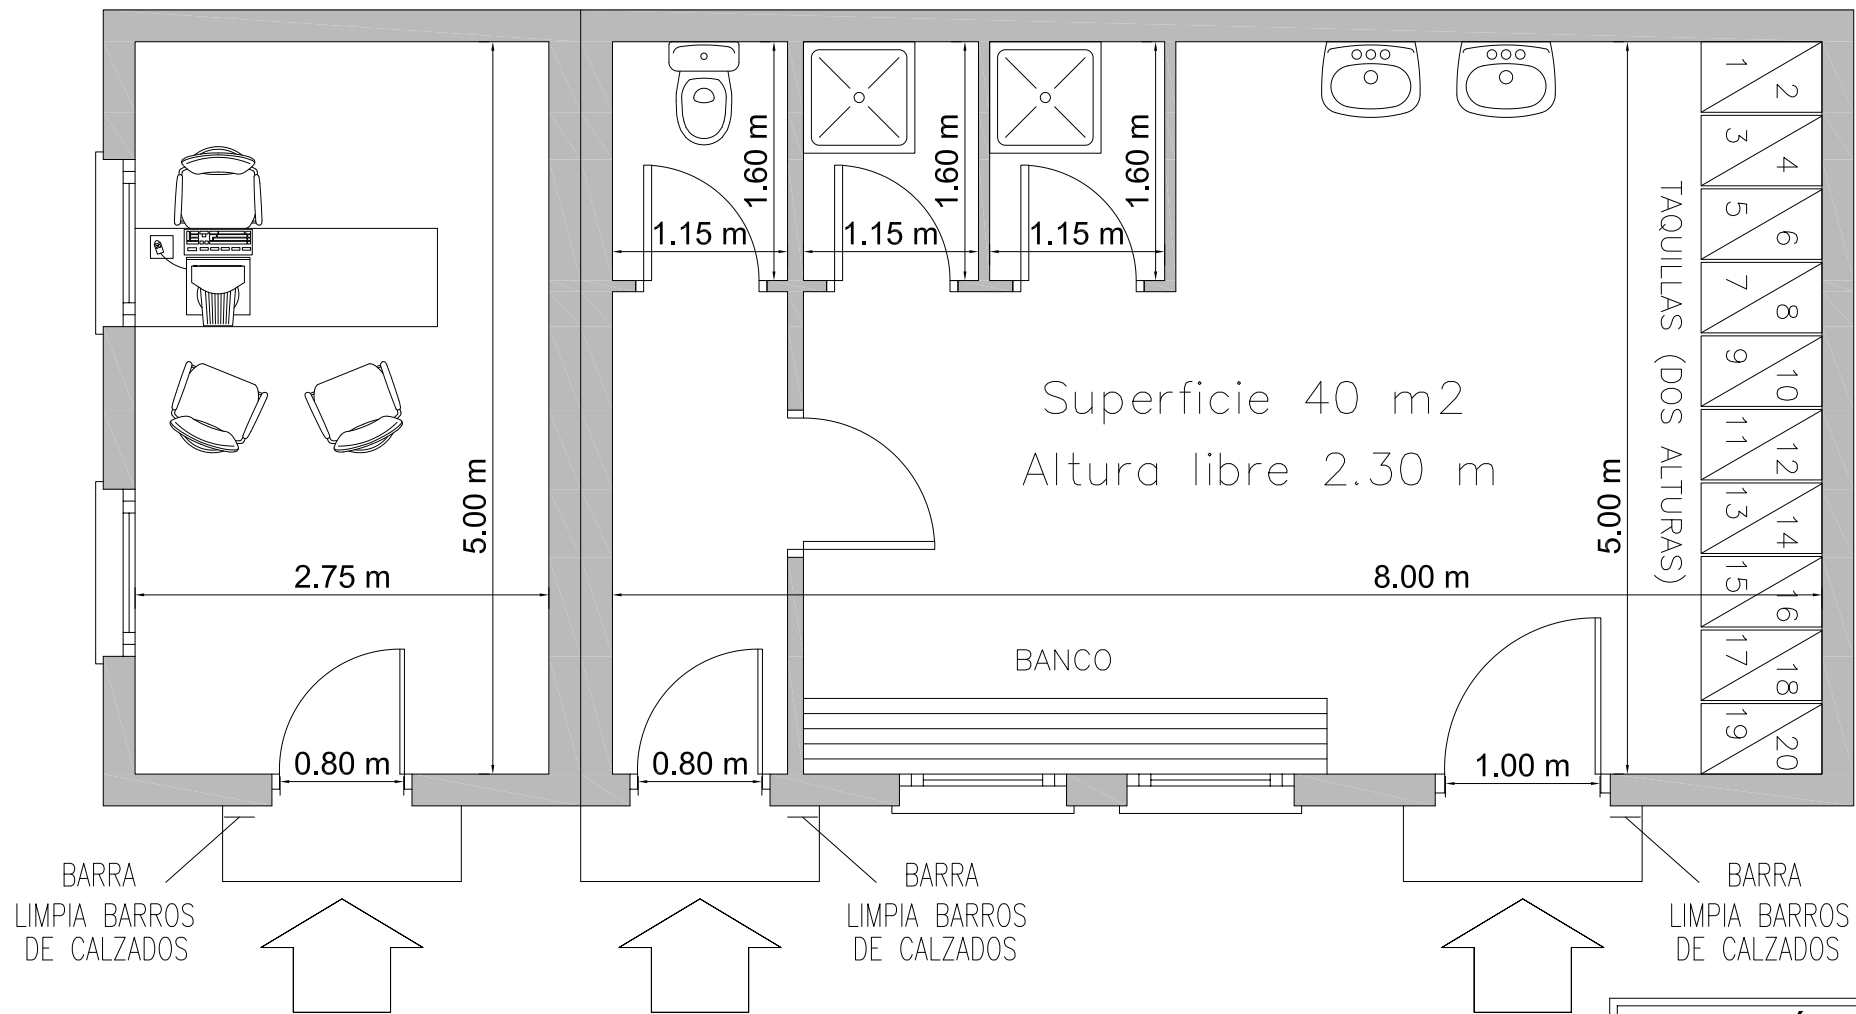 1.60 m
1.60 m
1.60 m
1.15 m
1.15 m
1.15 m
5.00 m
2.75 m
Superficie 40 m2
Altura libre 2.30 m
5.00 m
8.00 m
TAQUILLAS (DOS ALTURAS)
1
2
3
4
5
6
7
8
9
10
11
12
13
14
15
16
17
18
19
20
BANCO
0.80 m
0.80 m
1.00 m
BARRA
LIMPIA BARROS
DE CALZADOS
BARRA
LIMPIA BARROS
DE CALZADOS
BARRA
LIMPIA BARROS
DE CALZADOS